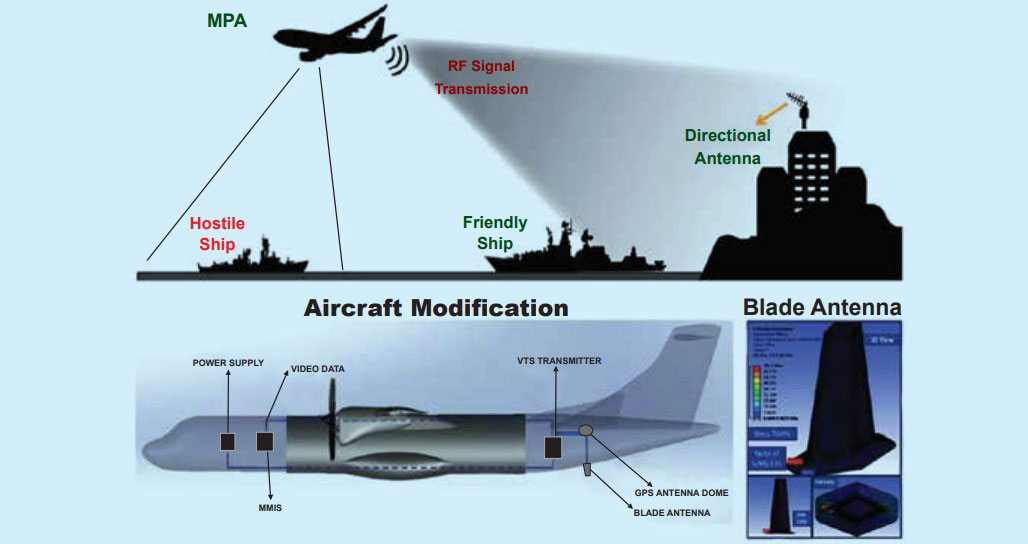 MPA
RF Signal
Transmission
Directional
Antenna
Hostile
Ship
Friendly
Ship
Aircraft Modification
Blade Antenna
POWER SUPPLY
VIDEO DATA
VTS TRANSMITTER
MMIS
GPS ANTENNA DOME
BLADE ANTENNA
3D View